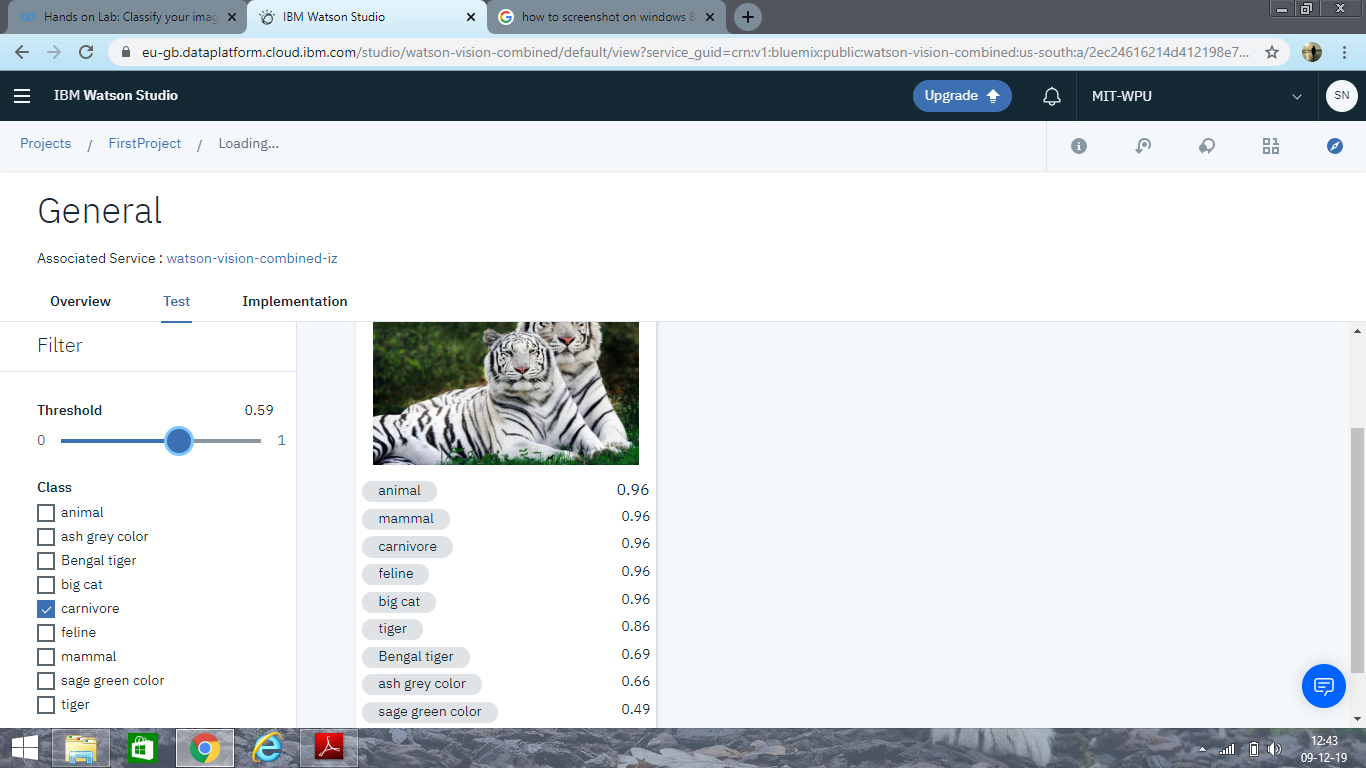 Hands on Lab: Classify your imag
IBM Watson Studio
how to screenshot on windows 8
eu-gb.dataplatform.cloud.ibm.com/studio/watson-vision-combined/default/view?service_guid=crn:v1:bluemix:public:watson-vision-combined:us-south:a/2ec24616214d412198e7...
IBM Watson Studio
Upgrade
MIT-WPU
SN
Projects / FirstProject / Loading...
General
Associated Service : watson-vision-combined-iz
Overview Test Implementation
Filter
Threshold 0.59
0 1
Class
animal
ash grey color
Bengal tiger
big cat
carnivore
feline
mammal
sage green color
tiger
animal 0.96
mammal 0.96
carnivore 0.96
feline 0.96
big cat 0.96
tiger 0.86
Bengal tiger 0.69
ash grey color 0.66
sage green color 0.49
12:43
09-12-19